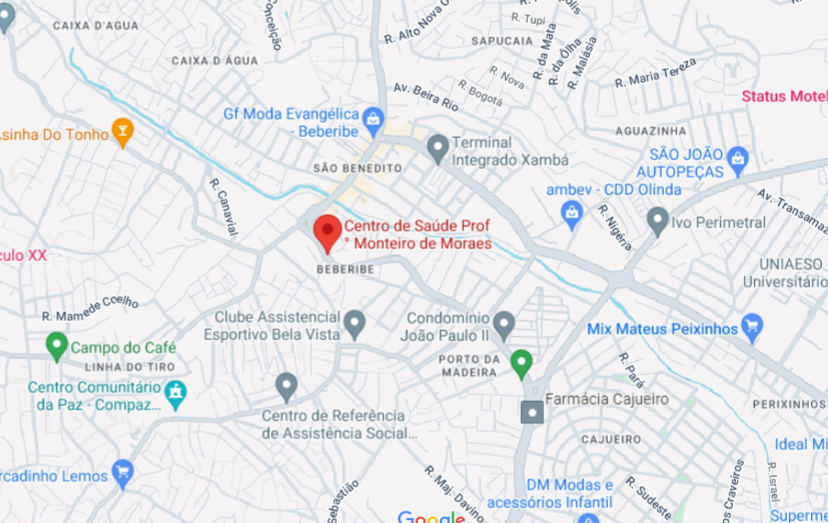 CAIXA D'AGUA
CAIXA D ÁGUA
Conceição
R. Alto Nova O
R. Tupi
SAPUCAIA
R. da Mata
R. da Olha
R. Malásia
R. Maria Tereza
Status Motel
Av. Beira Rio
R. Nova
R. Bogotá
Gf Moda Evangélica
- Beberibe
asinha Do Tonho
Terminal
Integrado Xambá
AGUAZINHA
SÃO JOÃO
AUTOPEÇAS
SÃO BENEDITO
ambev - CDD Olinda
R. Canavial
Av. Transamaz
R. Nigéria
Ivo Perimetral
Centro de Saúde Prof
° Monteiro de Moraes
culo XX
BEBERIBE
UNIAESO -
Universitário
R. Mamede Coelho
Clube Assistencial
Esportivo Bela Vista
Condomínio
João Paulo II
Mix Mateus Peixinhos
Campo do Café
LINHA DO TIRO
PORTO DA
MADEIRA
R. Pará
Centro Comunitário
da Paz - Compaz...
Farmácia Cajueiro
PEIXINHOS
Centro de Referência
de Assistência Social...
CAJUEIRO
Ideal Mi
rcadinho Lemos
R. Maj. Davino
Sebastião
DM Modas e
acessórios Infantil
R. Sudeste
dos Craveiros
R. Israel
Google
Superme